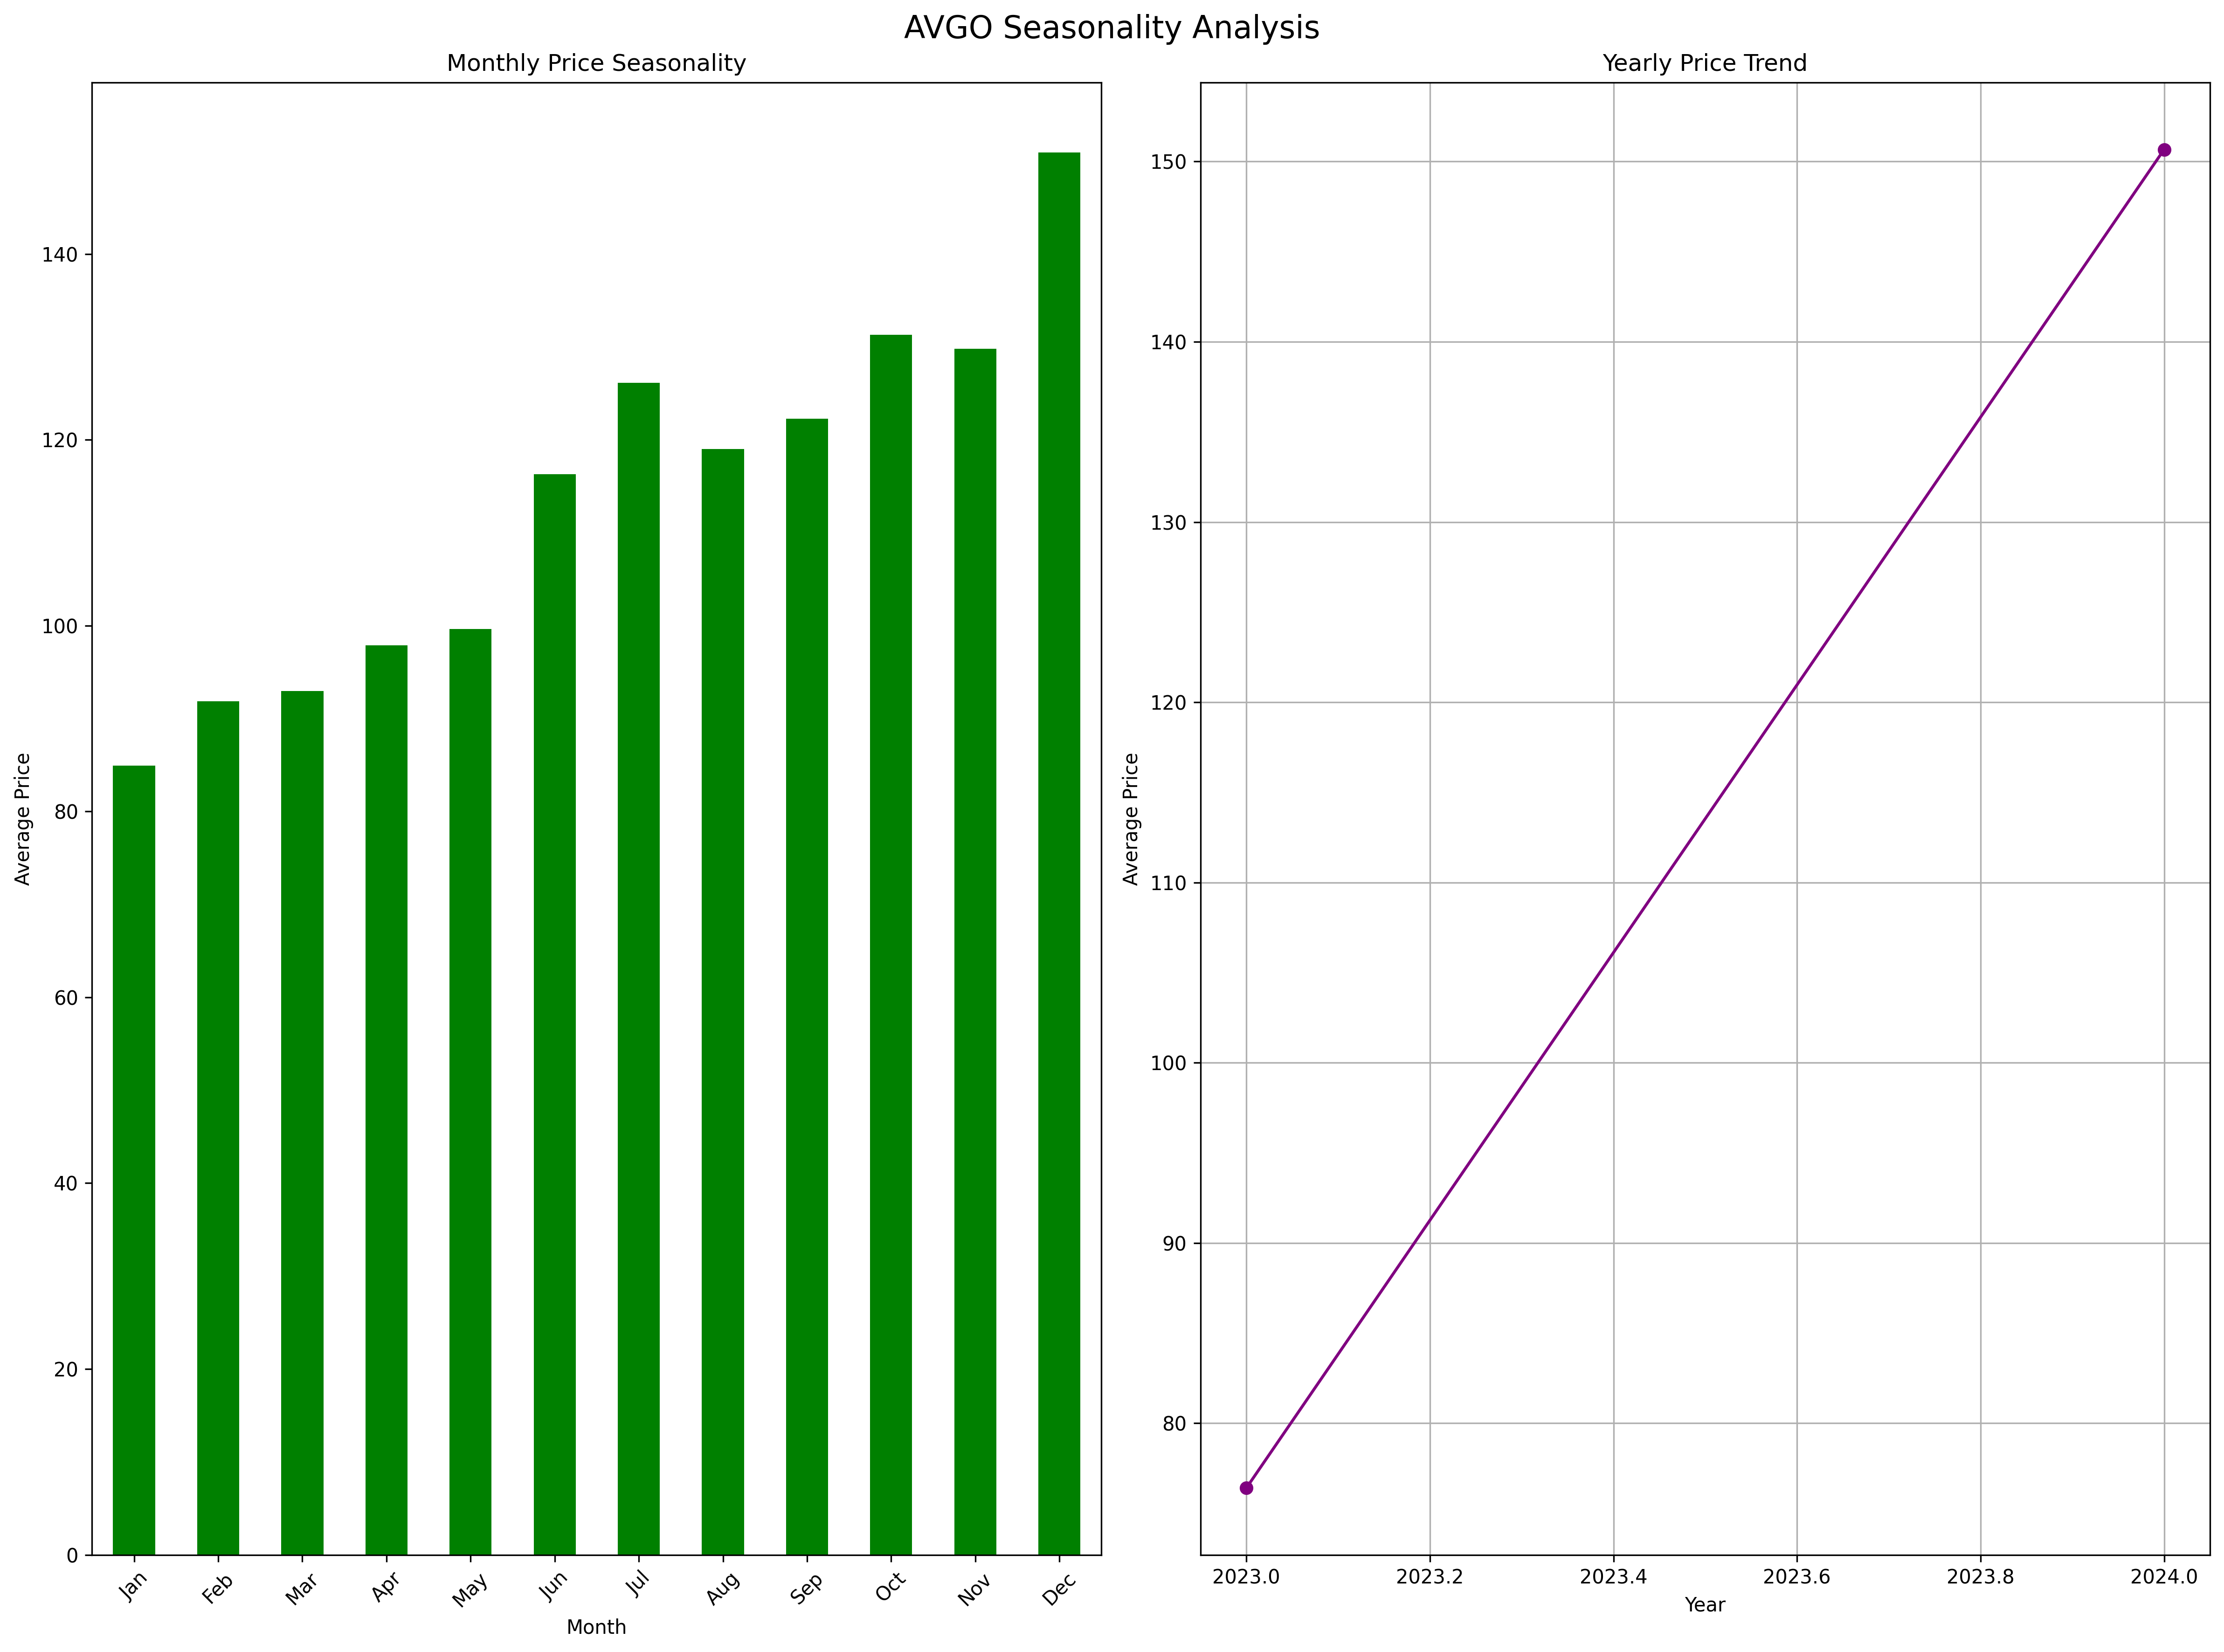 AVGO Seasonality Analysis
Monthly Price Seasonality
Average Price
140
120
100
80
60
40
20
0
Jan
Feb
Mar
Apr
May
Jun
Jul
Aug
Sep
Oct
Nov
Dec
Month
Yearly Price Trend
Average Price
150
140
130
120
110
100
90
80
2023.0
2023.2
2023.4
2023.6
2023.8
2024.0
Year